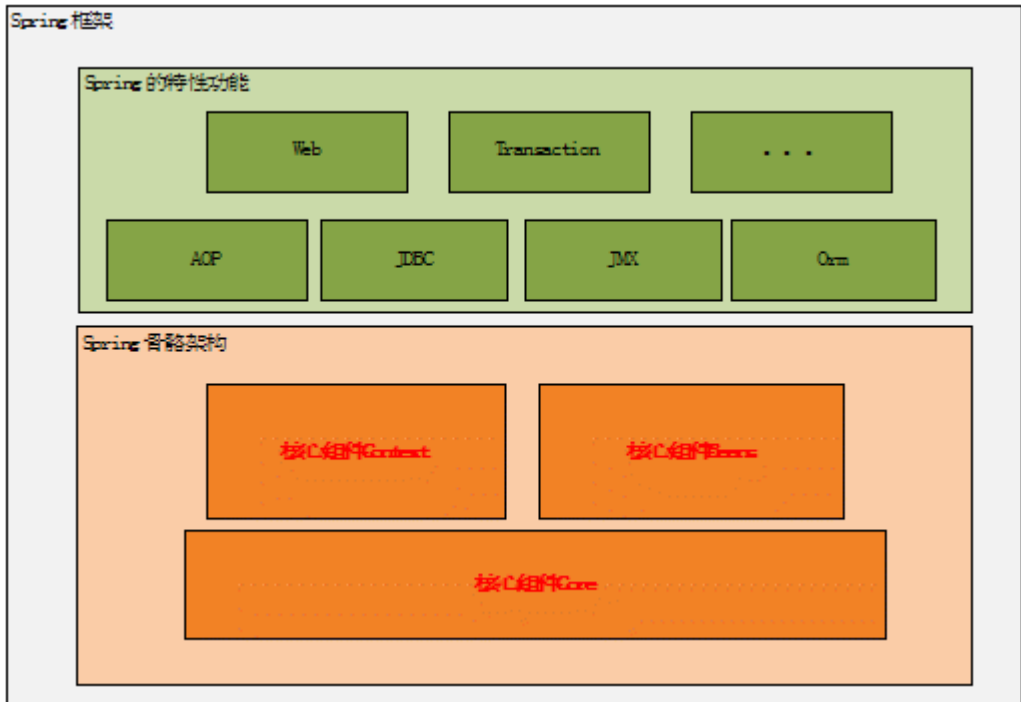 Spring 框架
Spring 的特性功能
Web
Transaction
...
AOP
JDBC
JMX
Orm
Spring 骨骼架构
核心组件Context
核心组件Beans
核心组件Core